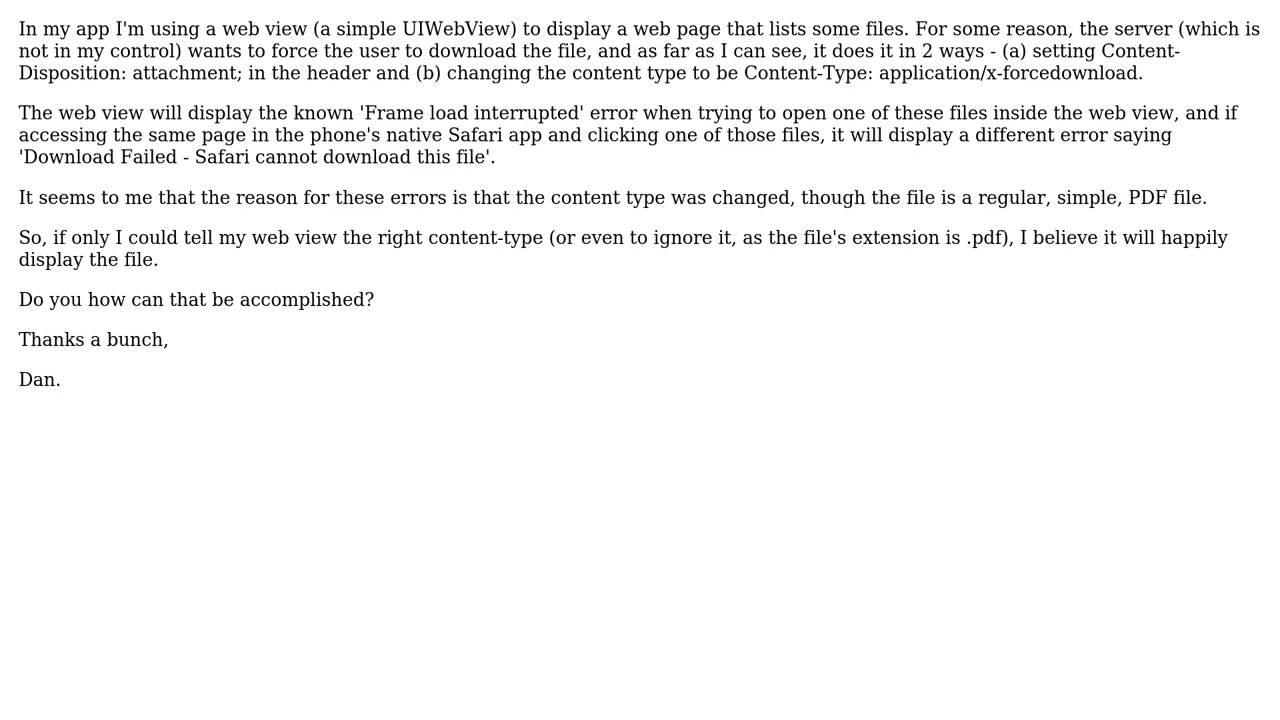 In my app I'm using a web view (a simple UIWebView) to display a web page that lists some files. For some reason, the server (which is
not in my control) wants to force the user to download the file, and as far as I can see, it does it in 2 ways - (a) setting Content-
Disposition: attachment; in the header and (b) changing the content type to be Content-Type: application/x-forcedownload.
The web view will display the known 'Frame load interrupted' error when trying to open one of these files inside the web view, and if
accessing the same page in the phone's native Safari app and clicking one of those files, it will display a different error saying
'Download Failed - Safari cannot download this file'.
It seems to me that the reason for these errors is that the content type was changed, though the file is a regular, simple, PDF file.
So, if only I could tell my web view the right content-type (or even to ignore it, as the file's extension is .pdf), I believe it will happily
display the file.
Do you how can that be accomplished?
Thanks a bunch,
Dan.